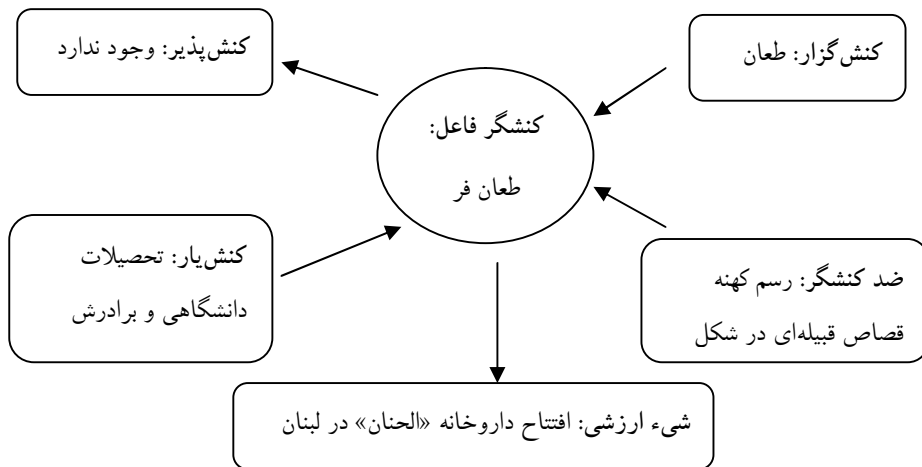 کنش‌گزار: طعان
کنش‌پذیر: وجود ندارد
کنشگر فاعل:
طعان فر
ضد کنشگر: رسم کهنه
قصاص قبیله‌ای در شکل
کنش‌یار: تحصیلات
دانشگاهی و برادرش
شیء ارزشی: افتتاح داروخانه «الحنان» در لبنان